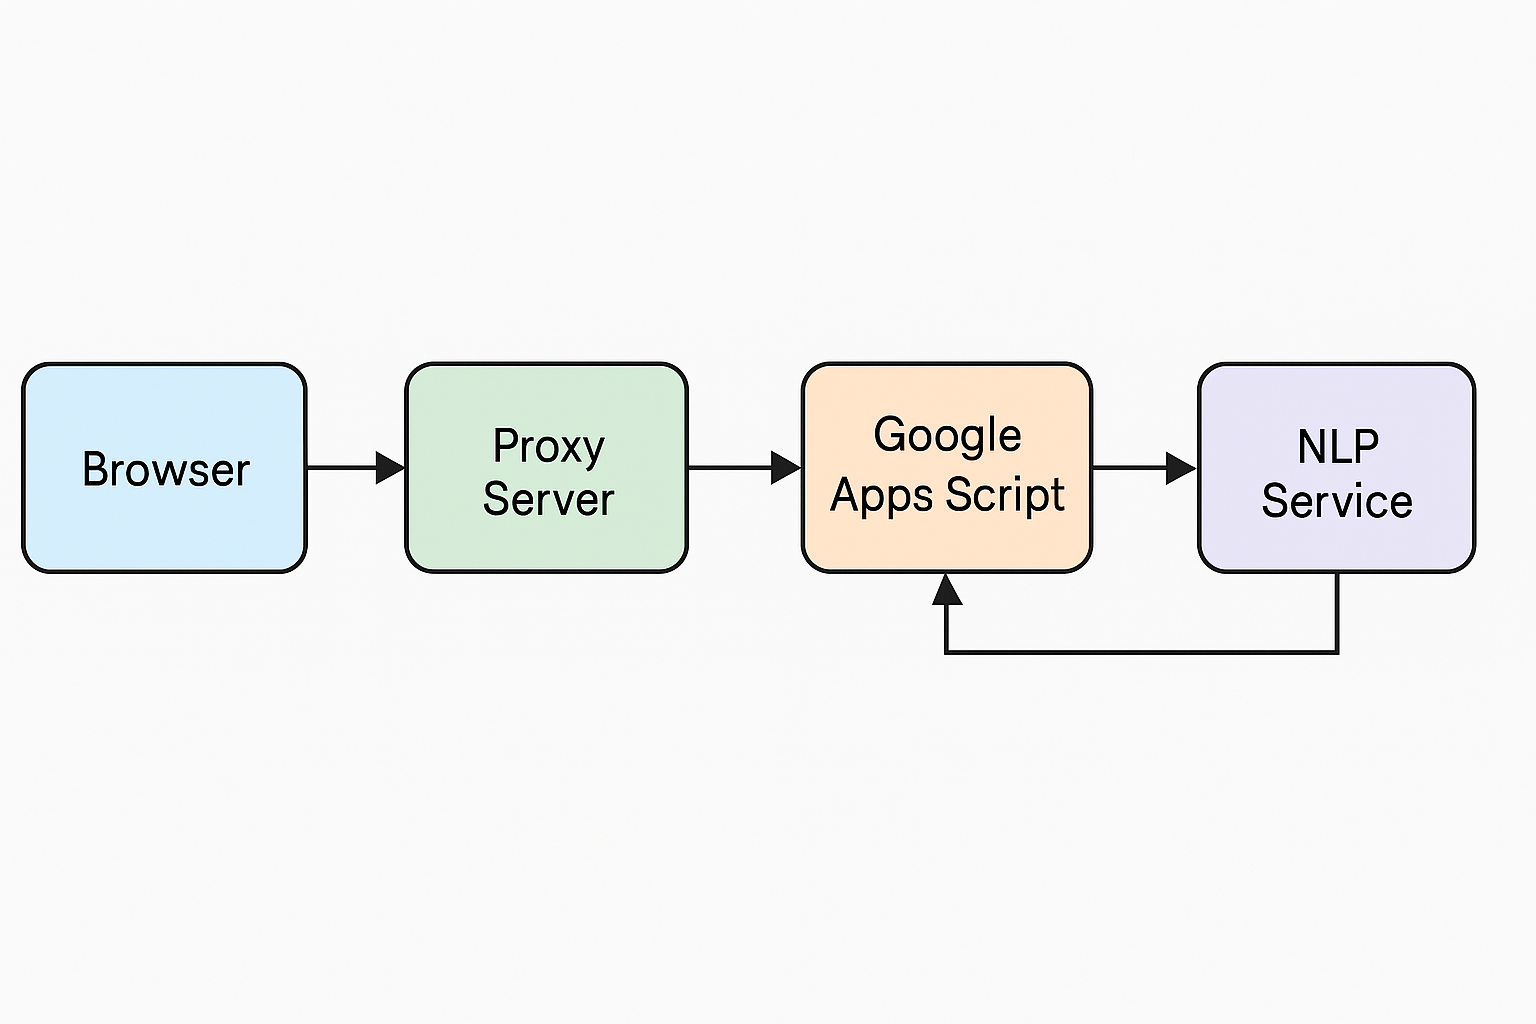 Browser
Proxy
Server
Google
Apps Script
NLP
Service